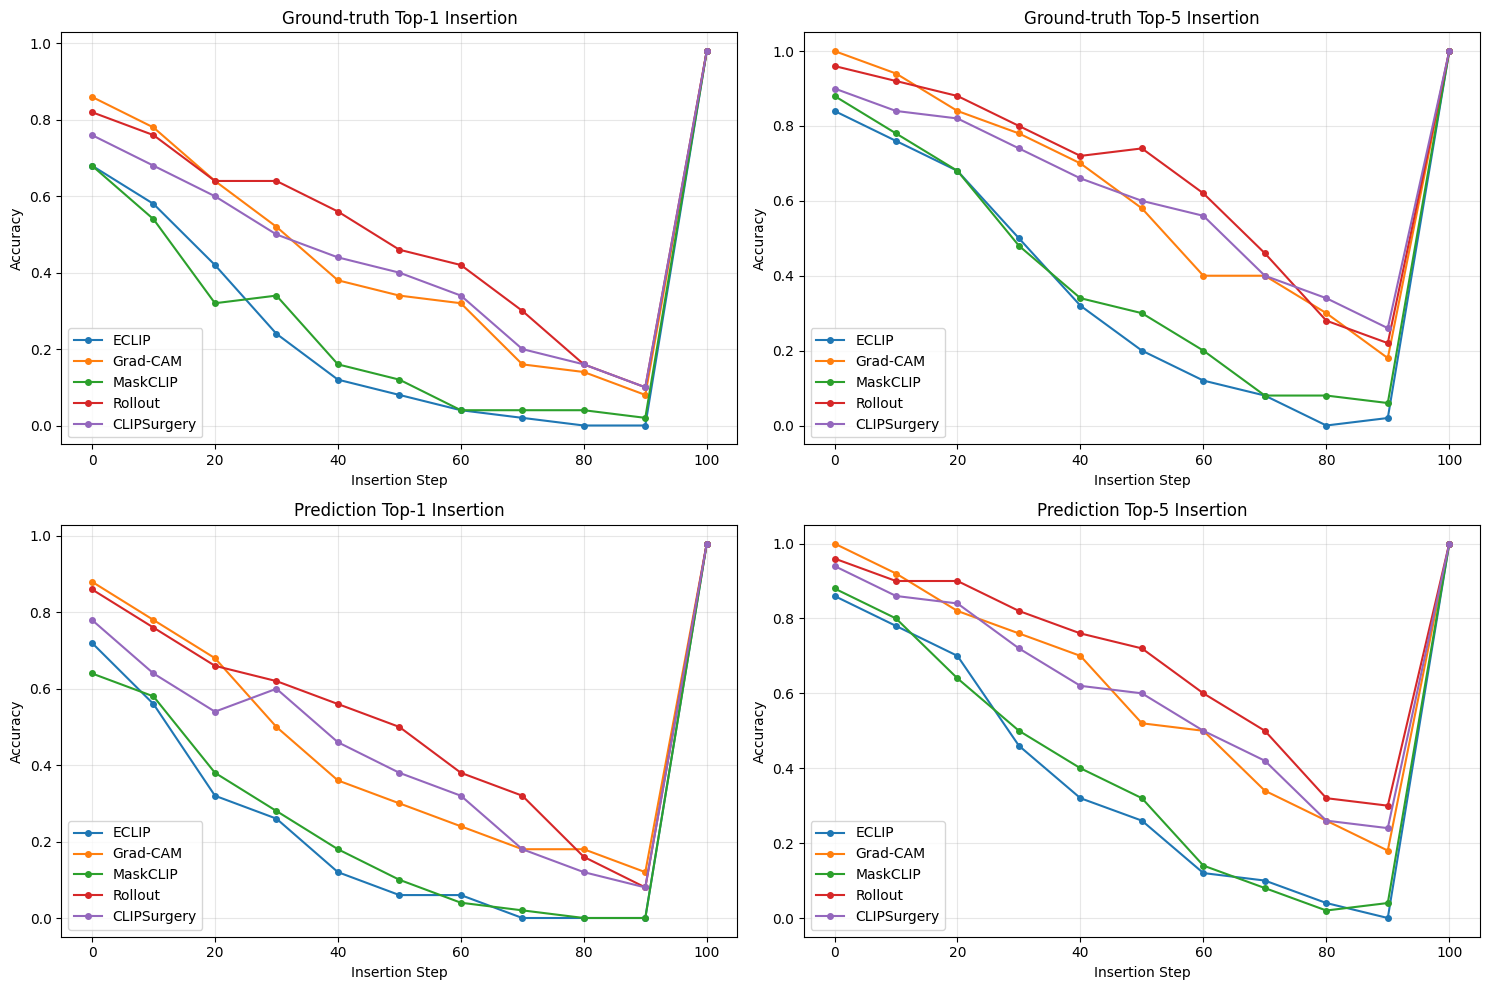 Ground-truth Top-1 Insertion
1.0
0.8
0.6
0.4
0.2
0.0
Accuracy
ECLIP
Grad-CAM
MaskCLIP
Rollout
CLIPSurgery
0 20 40 60 80 100
Insertion Step
Ground-truth Top-5 Insertion
1.0
0.8
0.6
0.4
0.2
0.0
Accuracy
ECLIP
Grad-CAM
MaskCLIP
Rollout
CLIPSurgery
0 20 40 60 80 100
Insertion Step
Prediction Top-1 Insertion
1.0
0.8
0.6
0.4
0.2
0.0
Accuracy
ECLIP
Grad-CAM
MaskCLIP
Rollout
CLIPSurgery
0 20 40 60 80 100
Insertion Step
Prediction Top-5 Insertion
1.0
0.8
0.6
0.4
0.2
0.0
Accuracy
ECLIP
Grad-CAM
MaskCLIP
Rollout
CLIPSurgery
0 20 40 60 80 100
Insertion Step